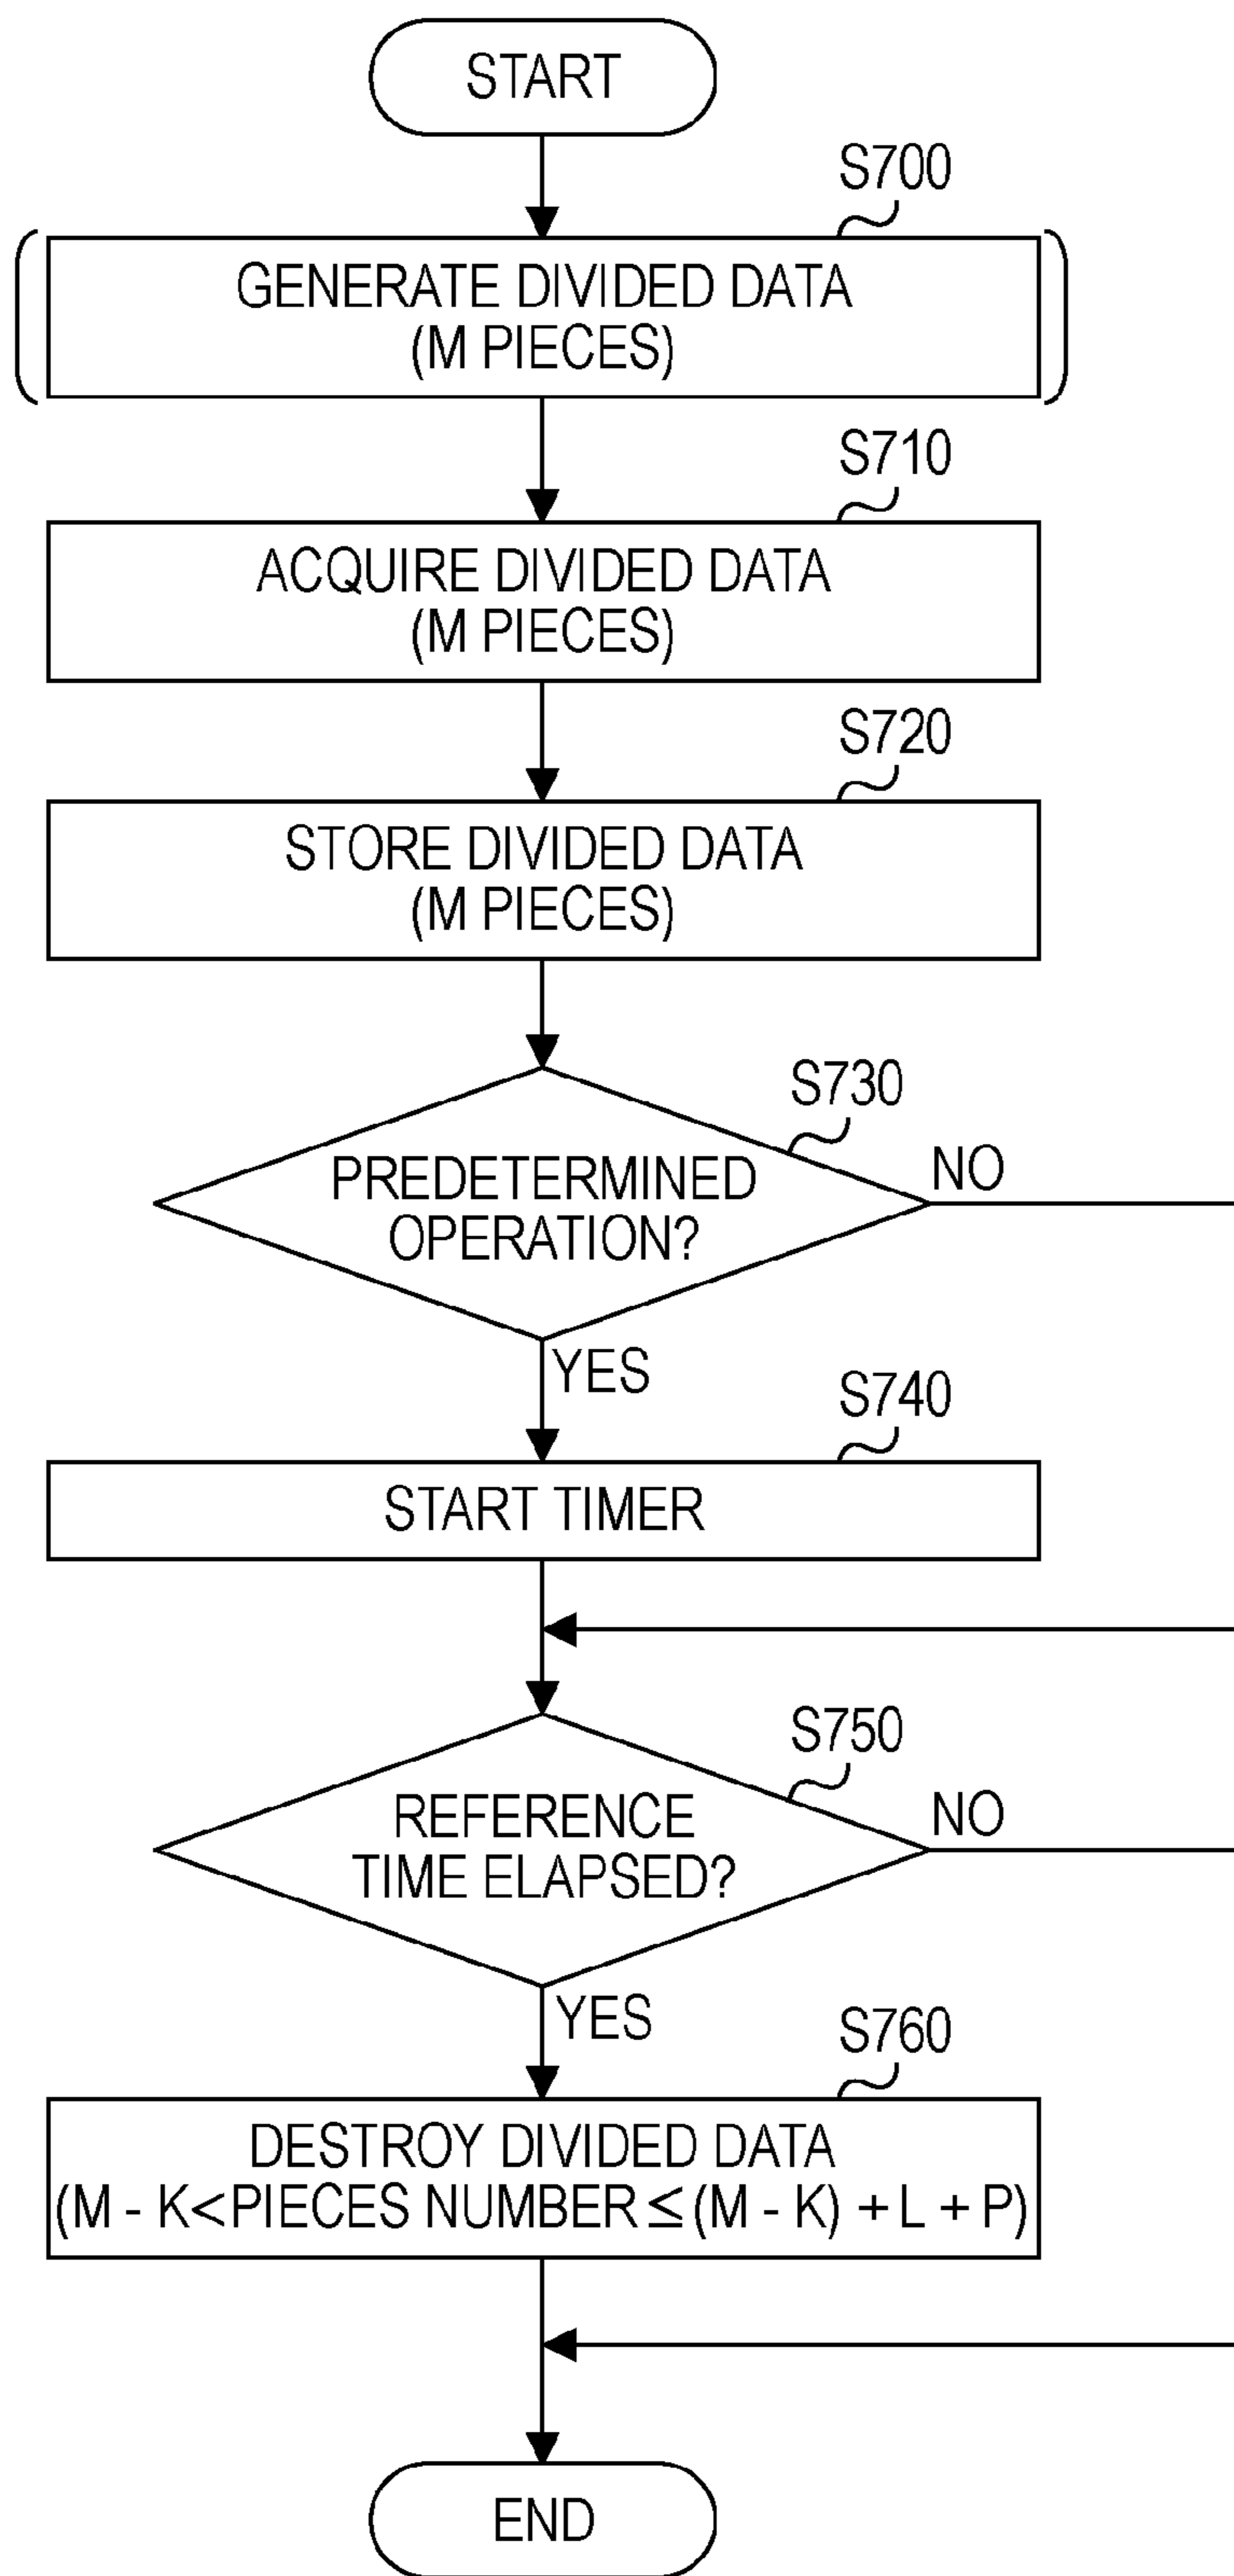 START
S700
GENERATE DIVIDED DATA
(M PIECES)
S710
ACQUIRE DIVIDED DATA
(M PIECES)
S720
STORE DIVIDED DATA
(M PIECES)
S730
PREDETERMINED
OPERATION?
NO
YES
S740
START TIMER
S750
REFERENCE
TIME ELAPSED?
NO
YES
S760
DESTROY DIVIDED DATA
(M - K<PIECES NUMBER≤(M - K) + L + P)
END